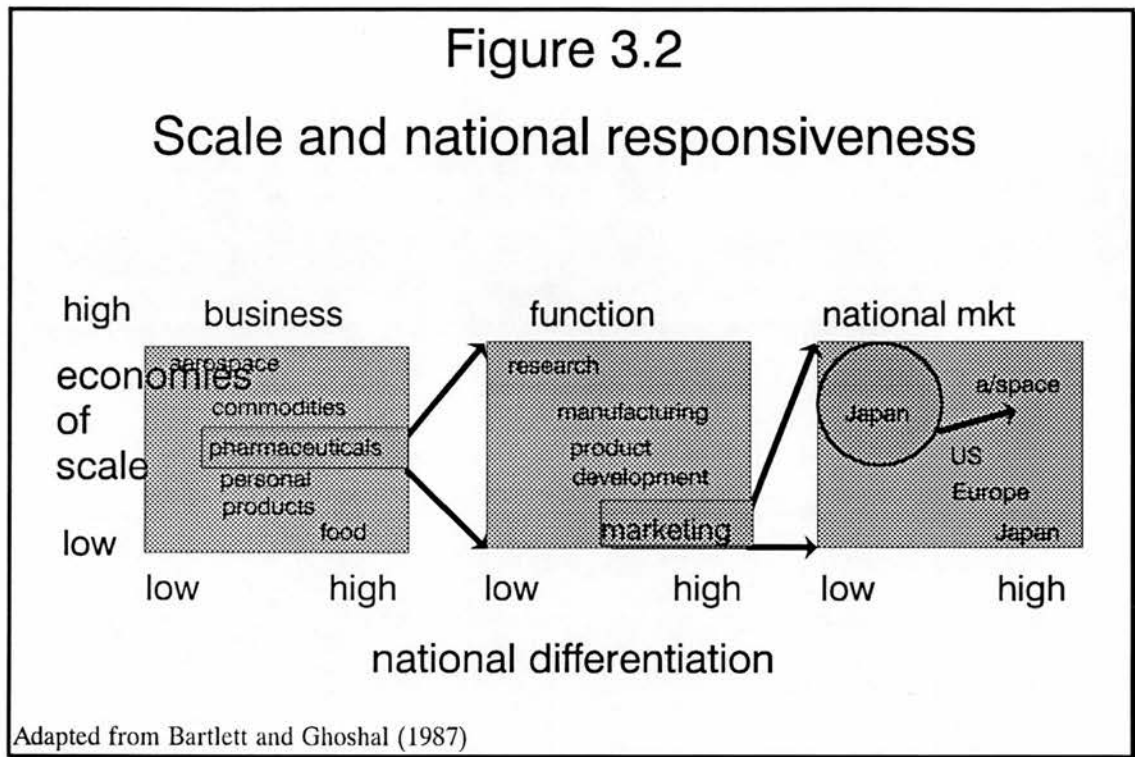 Figure 3.2
Scale and national responsiveness
high
business
function
national mkt
economies
of
scale
low
aerospace
commodities
pharmaceuticals
personal
products
food
research
manufacturing
product
development
marketing
Japan
a/space
US
Europe
Japan
low high low high low high
national differentiation
Adapted from Bartlett and Ghoshal (1987)